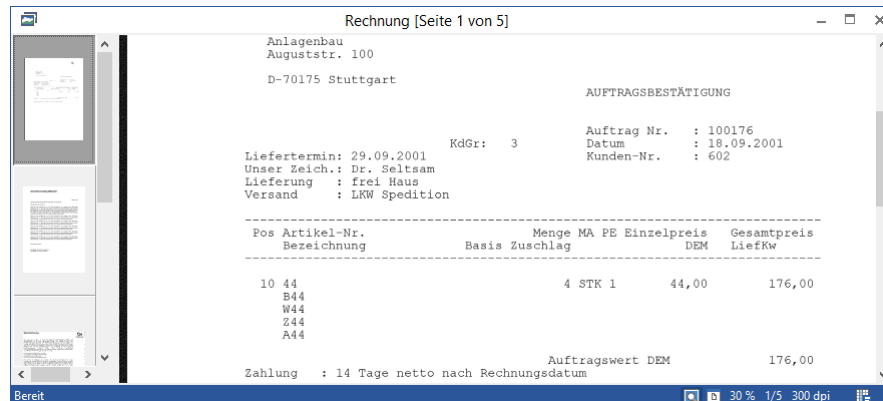 Rechnung [Seite 1 von 5]
Anlagenbau
Auguststr. 100
D-70175 Stuttgart
AUFTRAGSBESTÄTIGUNG
Auftrag Nr. : 100176
KdGr: 3 Datum : 18.09.2001
Liefertermin: 29.09.2001 Kunden-Nr. : 602
Unser Zeich.: Dr. Seltsam
Lieferung : frei Haus
Versand : LKW Spedition
Pos Artikel-Nr. Menge MA PE Einzelpreis Gesamtpreis
Bezeichnung Basis Zuschlag DEM LiefKw
10 44 4 STK 1 44,00 176,00
B44
W44
Z44
A44
Auftragswert DEM 176,00
Zahlung : 14 Tage netto nach Rechnungsdatum
Bereit 30 % 1/5 300 dpi